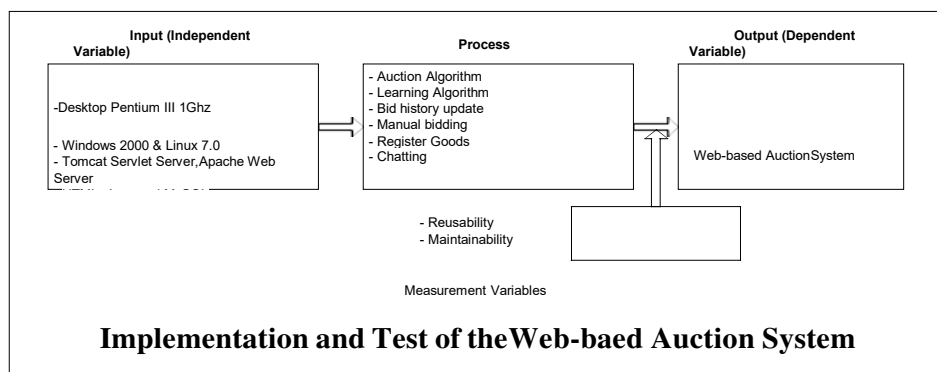 Input (Independent
Variable)
Process
Output (Dependent
Variable)
-Desktop Pentium III 1Ghz
- Windows 2000 & Linux 7.0
- Tomcat Servlet Server,Apache Web
Server
- Auction Algorithm
- Learning Algorithm
- Bid history update
- Manual bidding
- Register Goods
- Chatting
Web-based AuctionSystem
- Reusability
- Maintainability
Measurement Variables
Implementation and Test of theWeb-baed Auction System